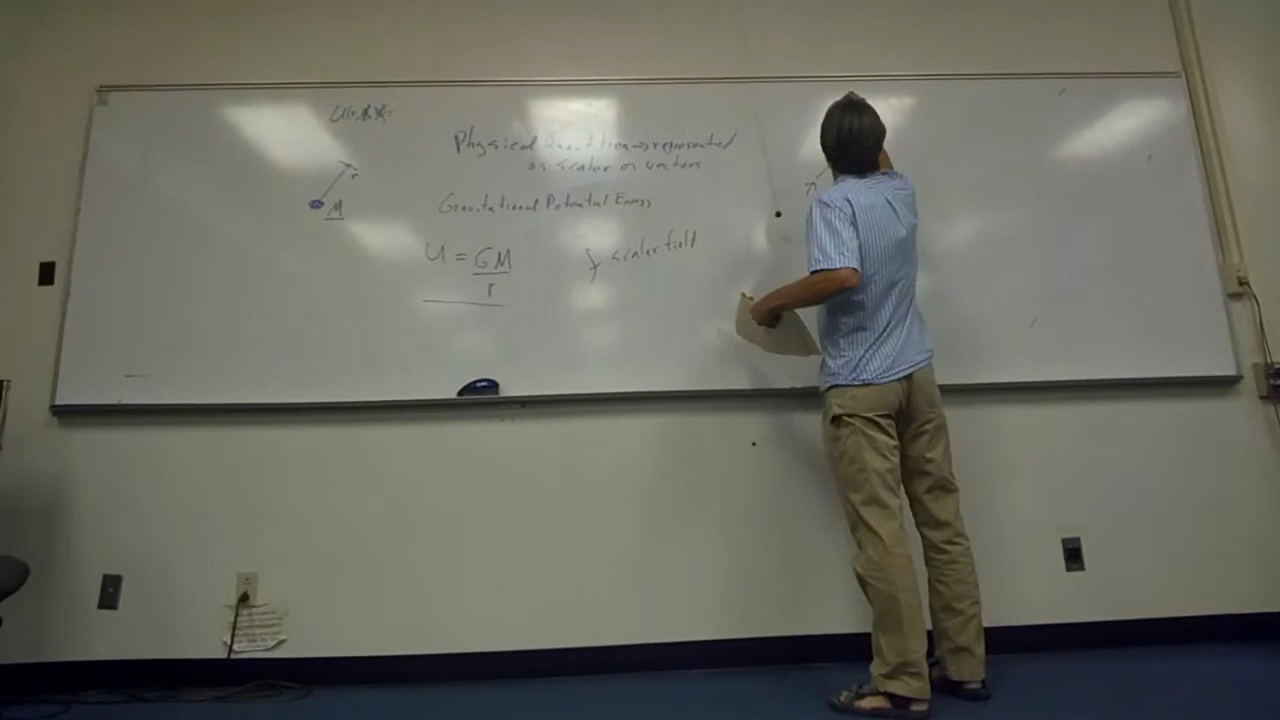 Physical Quantities → represented
as scalar or vectors
r
M
Gravitational Potential Energy
U = GM
r
} scalar field